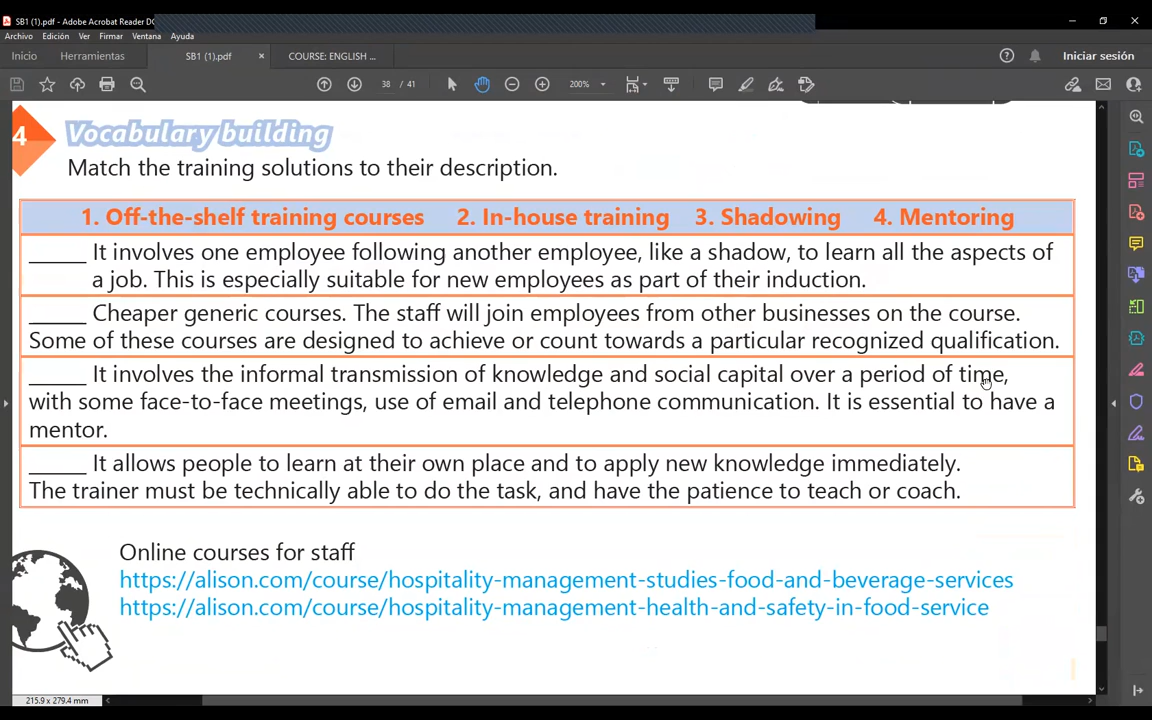 SB1 (1).pdf - Adobe Acrobat Reader DC
Archivo Edición Ver Firmar Ventana Ayuda
Inicio Herramientas SB1 (1).pdf × COURSE: ENGLISH ... Iniciar sesión
38 / 41 200%
4 Vocabulary building
Match the training solutions to their description.
1. Off-the-shelf training courses 2. In-house training 3. Shadowing 4. Mentoring
_____ It involves one employee following another employee, like a shadow, to learn all the aspects of
a job. This is especially suitable for new employees as part of their induction.
_____ Cheaper generic courses. The staff will join employees from other businesses on the course.
Some of these courses are designed to achieve or count towards a particular recognized qualification.
_____ It involves the informal transmission of knowledge and social capital over a period of time,
with some face-to-face meetings, use of email and telephone communication. It is essential to have a
mentor.
_____ It allows people to learn at their own place and to apply new knowledge immediately.
The trainer must be technically able to do the task, and have the patience to teach or coach.
Online courses for staff
https://alison.com/course/hospitality-management-studies-food-and-beverage-services
https://alison.com/course/hospitality-management-health-and-safety-in-food-service
215.9 x 279.4 mm